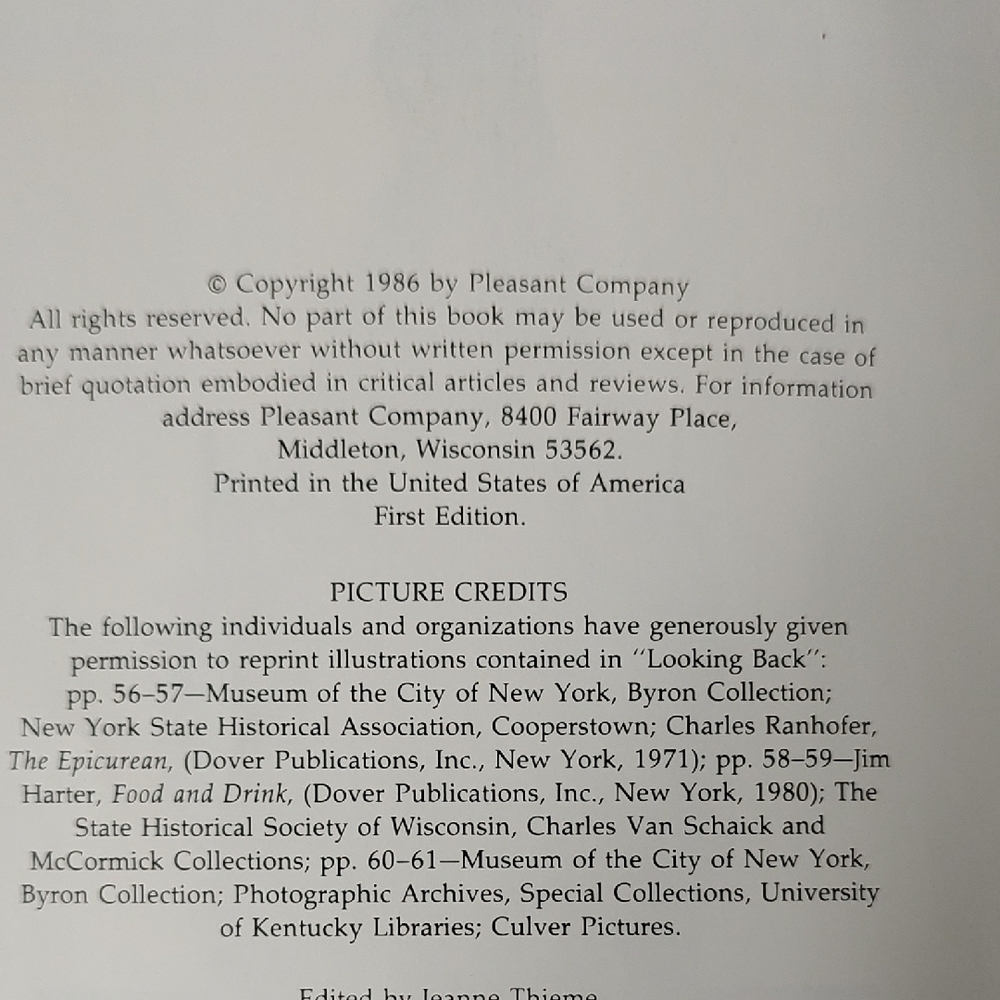 © Copyright 1986 by Pleasant Company
All rights reserved. No part of this book may be used or reproduced in
any manner whatsoever without written permission except in the case of
brief quotation embodied in critical articles and reviews. For information
address Pleasant Company, 8400 Fairway Place,
Middleton, Wisconsin 53562.
Printed in the United States of America
First Edition.
PICTURE CREDITS
The following individuals and organizations have generously given
permission to reprint illustrations contained in “Looking Back”:
pp. 56–57—Museum of the City of New York, Byron Collection;
New York State Historical Association, Cooperstown; Charles Ranhofer,
The Epicurean, (Dover Publications, Inc., New York, 1971); pp. 58–59—Jim
Harter, Food and Drink, (Dover Publications, Inc., New York, 1980); The
State Historical Society of Wisconsin, Charles Van Schaick and
McCormick Collections; pp. 60–61—Museum of the City of New York,
Byron Collection; Photographic Archives, Special Collections, University
of Kentucky Libraries; Culver Pictures.
Edited by Jeanne Thieme